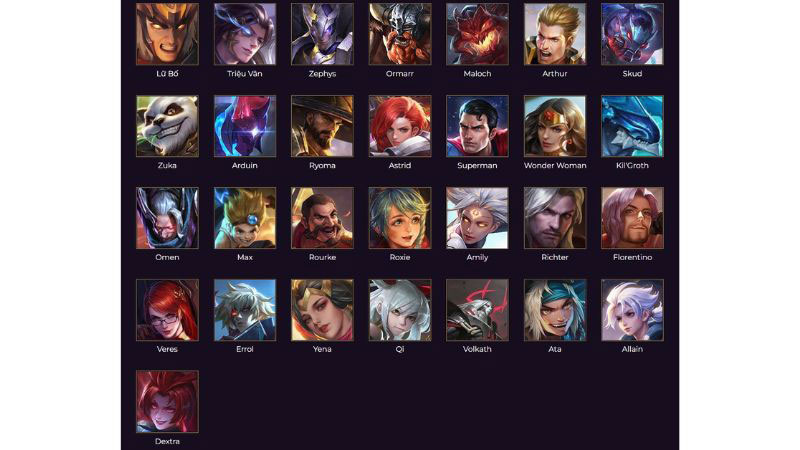 Lữ Bố Triệu Vân Zephys Ormarr Maloch Arthur Skud
Zuka Arduin Ryoma Astrid Superman Wonder Woman Kil'Groth
Omen Max Rourke Roxie Amily Richter Florentino
Veres Errol Yena Qi Volkath Ata Allain
Dextra